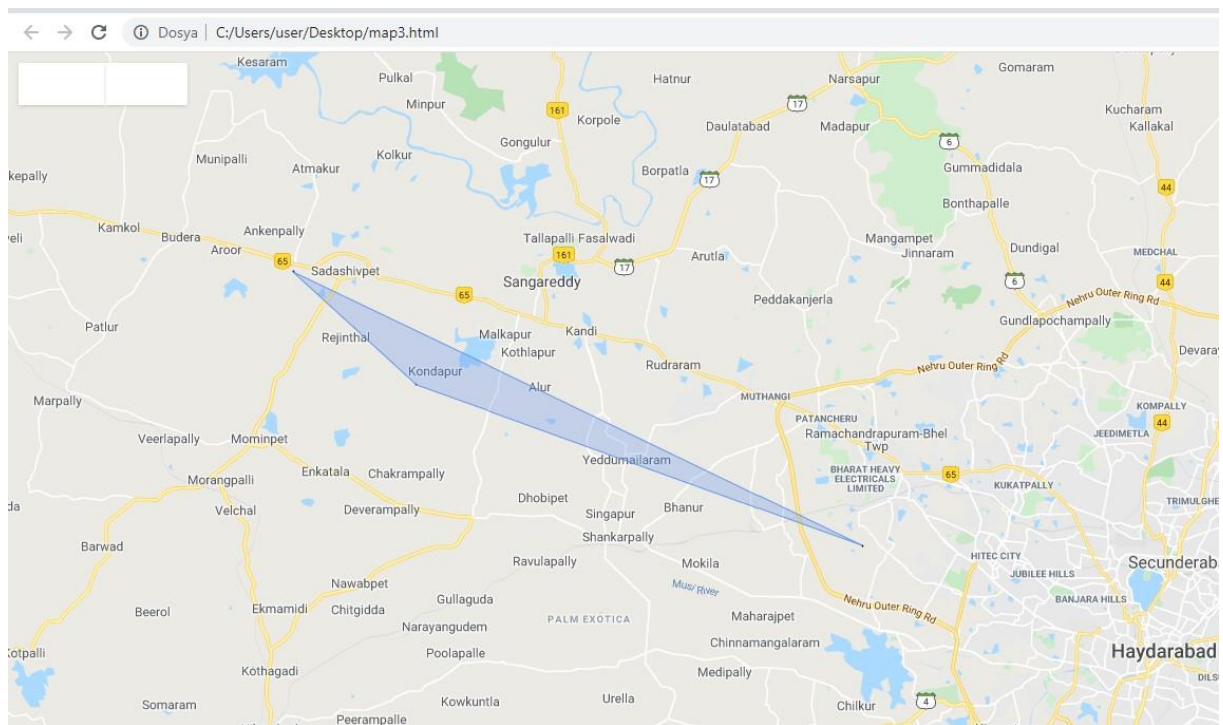 Dosya
C:/Users/user/Desktop/map3.html
Kesaram
Pulkal
Hatnur
Narsapur
Gomaram
Minpur
161
Korpole
17
Daulatabad
Madapur
Kucharam
Kallakal
Gongulur
6
Munipalli
Kolkur
Atmakur
Borpatla
17
Gummadidala
kepally
44
Bonthapalle
Kamkol
Budera
Ankenpally
Aroor
eli
Tallapalli
Fasalwadi
Mangampet
Jinnaram
Dundigal
MEDCHAL
65
Sadashivpet
161
17
Arutla
Sangareddy
6
44
65
Peddakanjerla
Nehru Outer Ring Rd
Gundlapochampally
Patlur
Rejinthal
Malkapur
Kandi
Kothlapur
Devara
Kondapur
Rudraram
Nehru Outer Ring Rd
Alur
Marpally
MUTHANGI
PATANCHERU
KOMPALLY
44
Veerlapally
Mominpet
Ramachandrapuram-Bhel
Twp
JEEDIMETLA
Yeddumailaram
Enkatala
Chakrampally
BHARAT HEAVY
ELECTRICALS
LIMITED
65
KUKATPALLY
Morangpalli
TRIMULGHE
da
Velchal
Deverampally
Dhobipet
Singapur
Bhanur
Shankarpally
Barwad
Ravulapally
Mokila
HITEC CITY
JUBILEE HILLS
Secunderab
Nawabpet
Musi River
BANJARA HILLS
Beerol
Ekmamidi
Chitgidda
Gullaguda
PALM EXOTICA
Maharajpet
Nehru Outer Ring Rd
Narayangudem
Chinnamangalaram
Kotpalli
Poolapalle
Haydarabad
Kothagadi
Medipally
DILS
Somaram
Kowkuntla
Urella
Chilkur
4
Peerampalle